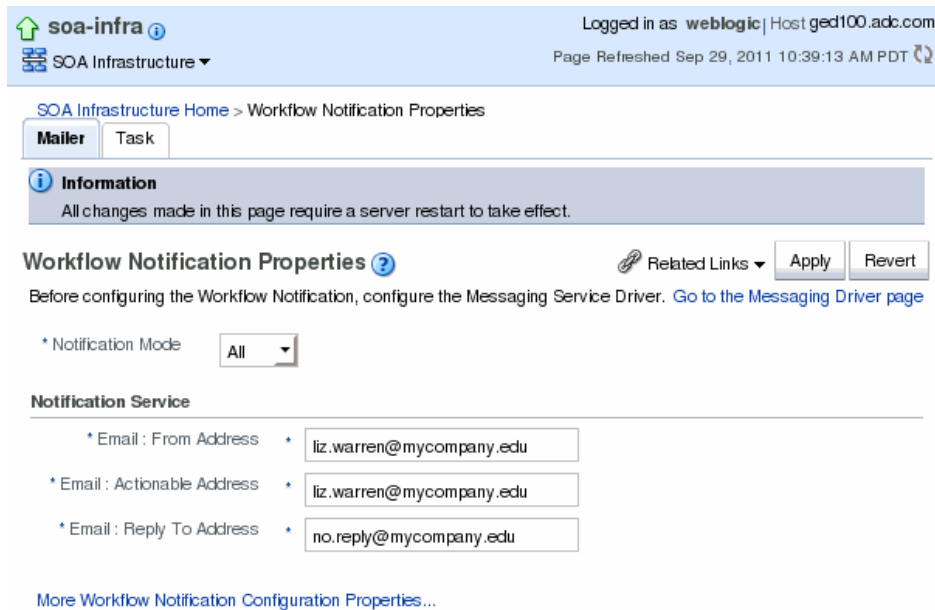 soa-infra
Logged in as weblogic| Host ged100.adc.com
SOA Infrastructure
Page Refreshed Sep 29, 2011 10:39:13 AM PDT
SOA Infrastructure Home > Workflow Notification Properties
Mailer Task
Information
All changes made in this page require a server restart to take effect.
Workflow Notification Properties
Related Links Apply Revert
Before configuring the Workflow Notification, configure the Messaging Service Driver. Go to the Messaging Driver page
* Notification Mode All
Notification Service
* Email : From Address * liz.warren@mycompany.edu
* Email : Actionable Address * liz.warren@mycompany.edu
* Email : Reply To Address * no.reply@mycompany.edu
More Workflow Notification Configuration Properties...